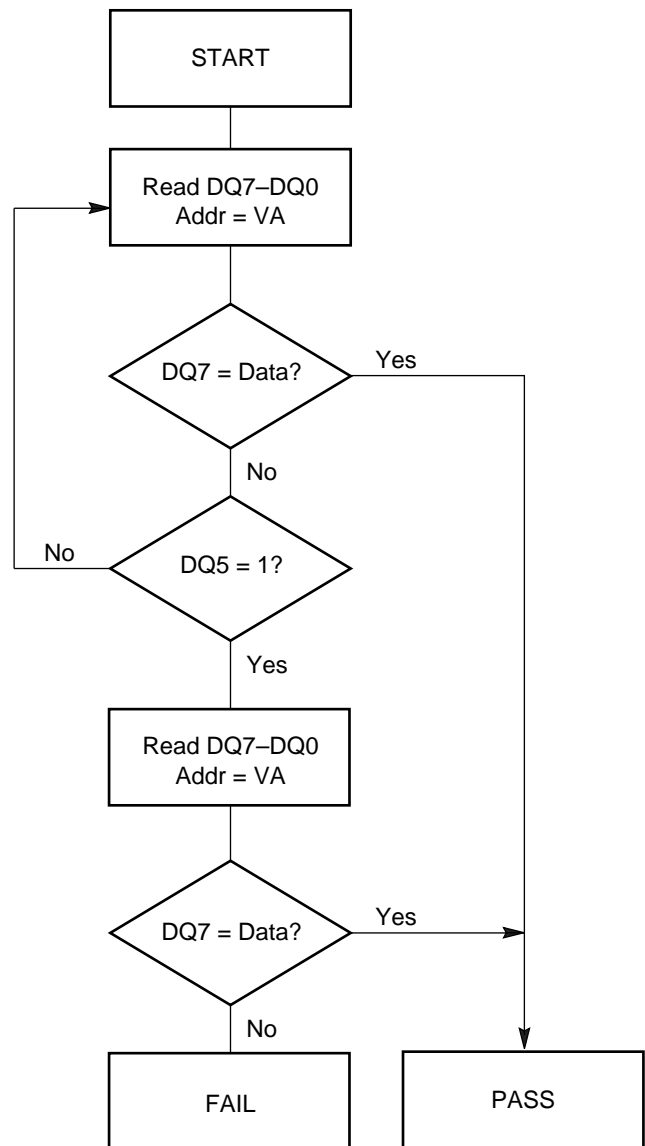 START
Read DQ7–DQ0
Addr = VA
DQ7 = Data?
Yes
No
No
DQ5 = 1?
Yes
Read DQ7–DQ0
Addr = VA
DQ7 = Data?
Yes
No
FAIL
PASS